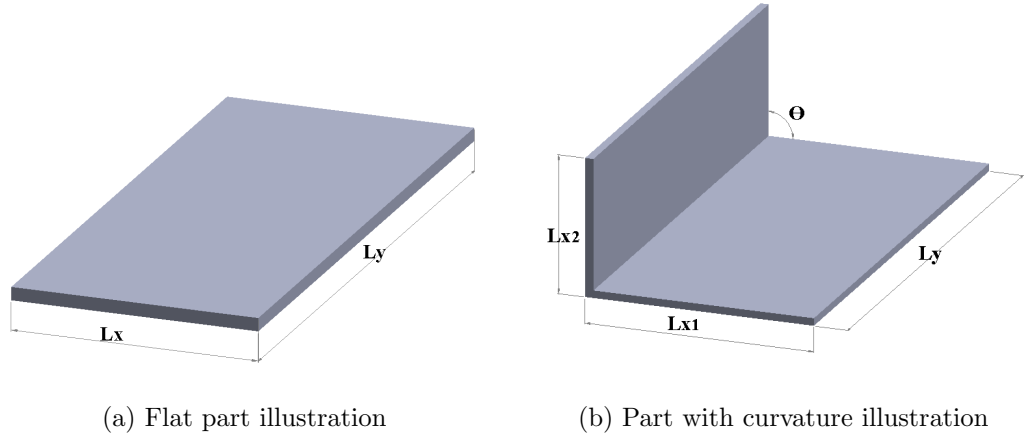 Lx
Ly
(a) Flat part illustration
Θ
Lx2
Lx1
Ly
(b) Part with curvature illustration